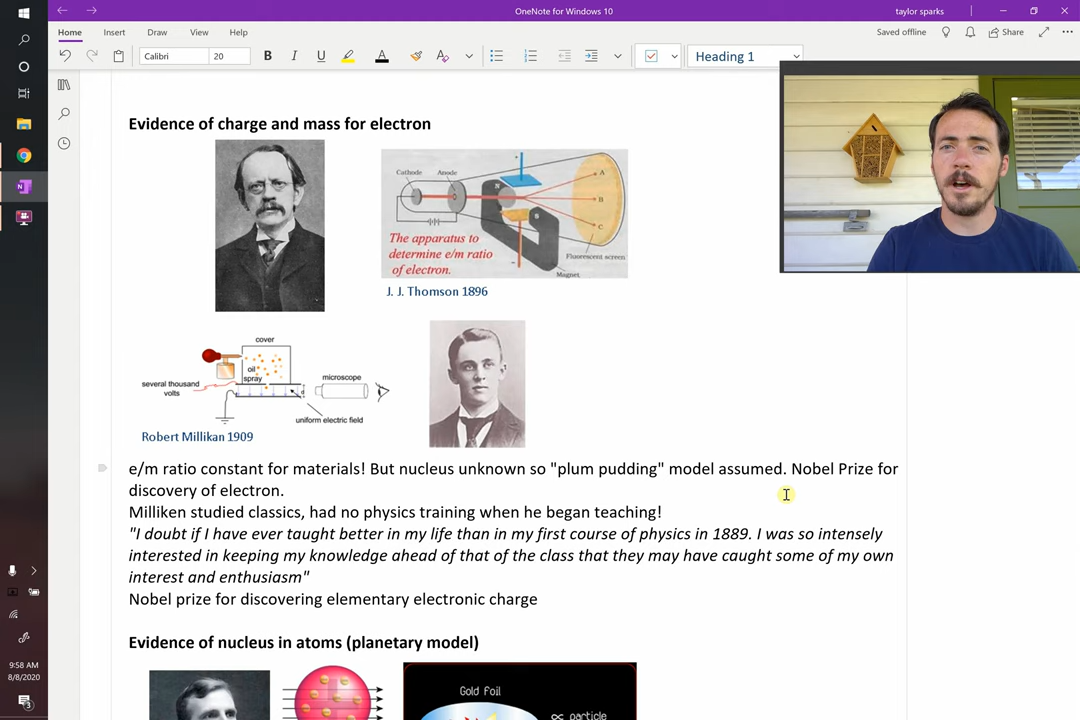 OneNote for Windows 10
taylor sparks
Home
Insert
Draw
View
Help
Saved offline
Share
Calibri
20
B
I
U
A
Heading 1
Evidence of charge and mass for electron
Cathode
Anode
+
N
S
A
B
C
The apparatus to
determine e/m ratio
of electron.
Fluorescent screen
Magnet
J. J. Thomson 1896
cover
oil
spray
several thousand
volts
microscope
uniform electric field
Robert Millikan 1909
e/m ratio constant for materials! But nucleus unknown so "plum pudding" model assumed. Nobel Prize for
discovery of electron.
Milliken studied classics, had no physics training when he began teaching!
"I doubt if I have ever taught better in my life than in my first course of physics in 1889. I was so intensely
interested in keeping my knowledge ahead of that of the class that they may have caught some of my own
interest and enthusiasm"
Nobel prize for discovering elementary electronic charge
Evidence of nucleus in atoms (planetary model)
Gold Foil
∝ particle
9:58 AM
8/8/2020
3